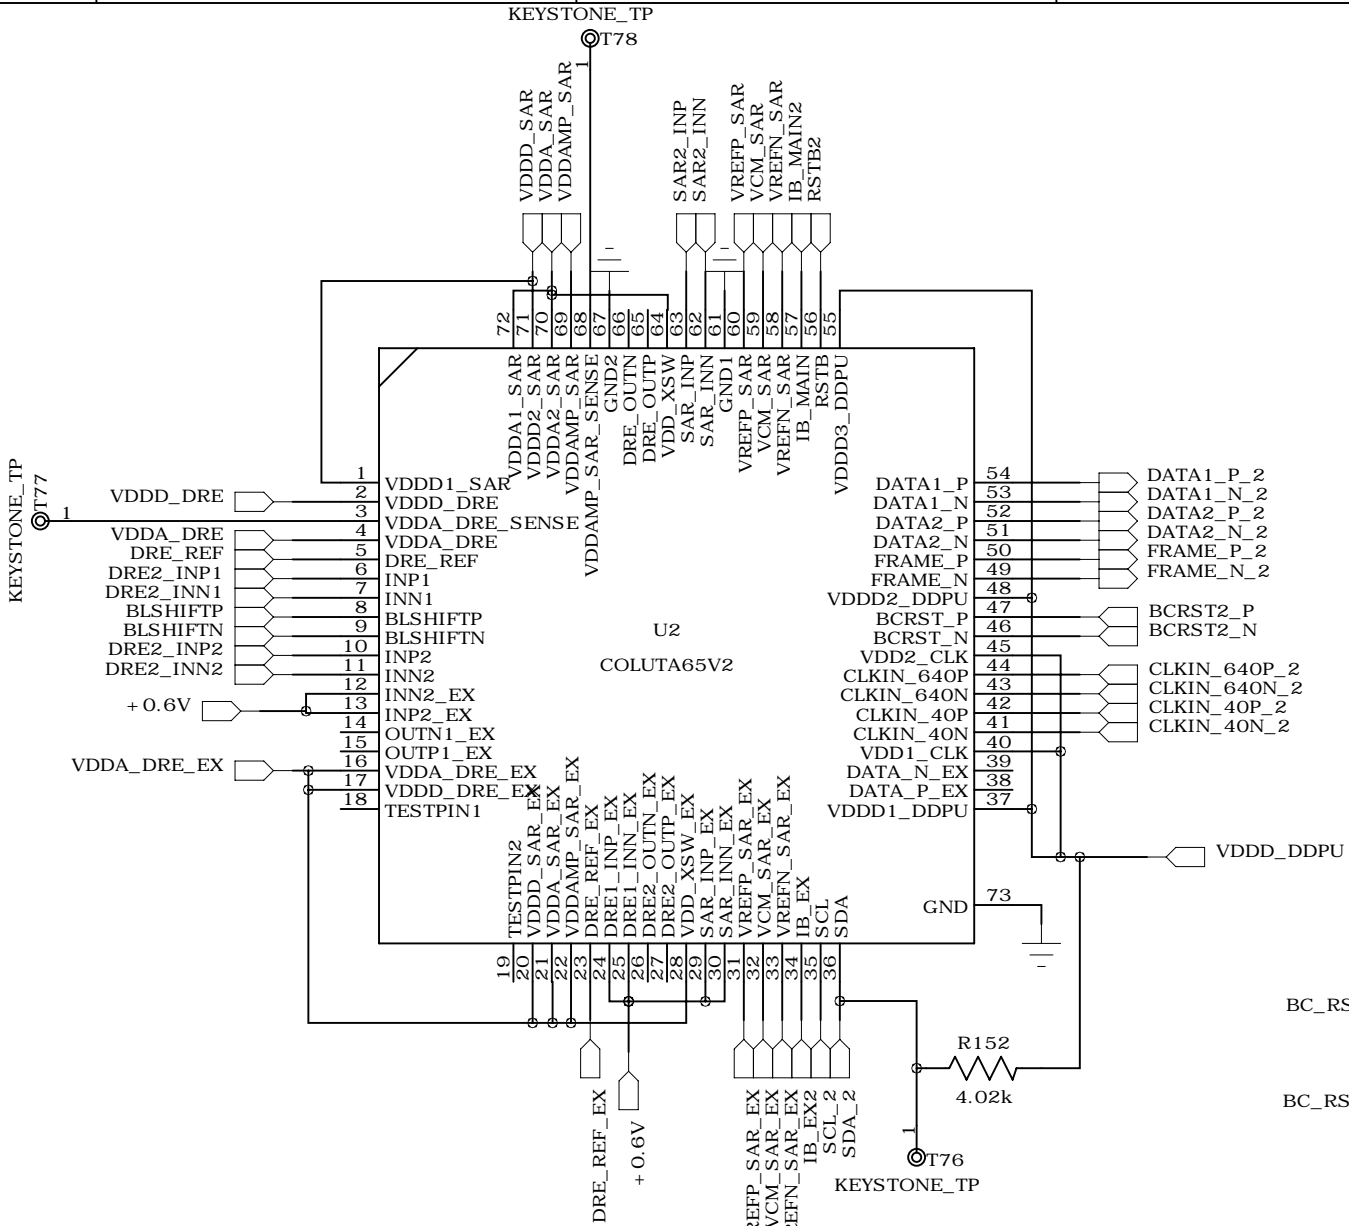 KEYSTONE_TP
T78
1
VDDD_SAR
VDDA_SAR
VDDAMP_SAR
SAR2_INP
SAR2_INN
VREFP_SAR
VCM_SAR
VREFN_SAR
IB_MAIN2
RSTB2
72
71
70
69
68
67
66
65
64
63
62
61
60
59
58
57
56
55
VDDA1_SAR
VDDD2_SAR
VDDA2_SAR
VDDAMP_SAR
VDDAMP_SAR_SENSE
GND2
DRE_OUTN
DRE_OUTP
VDD_XSW
SAR_INP
SAR_INN
GND1
VREFP_SAR
VCM_SAR
VREFN_SAR
IB_MAIN
RSTB
VDDD3_DDPU
KEYSTONE_TP
T77
1
VDDD_DRE
VDDA_DRE
DRE_REF
DRE2_INP1
DRE2_INN1
BLSHIFTP
BLSHIFTN
DRE2_INP2
DRE2_INN2
+0.6V
VDDA_DRE_EX
1 VDDD1_SAR
2 VDDD_DRE
3 VDDA_DRE_SENSE
4 VDDA_DRE
5 DRE_REF
6 INP1
7 INN1
8 BLSHIFTP
9 BLSHIFTN
10 INP2
11 INN2
12 INN2_EX
13 INP2_EX
14 OUTN1_EX
15 OUTP1_EX
16 VDDA_DRE_EX
17 VDDD_DRE_EX
18 TESTPIN1
U2
COLUTA65V2
DATA1_P 54 DATA1_P_2
DATA1_N 53 DATA1_N_2
DATA2_P 52 DATA2_P_2
DATA2_N 51 DATA2_N_2
FRAME_P 50 FRAME_P_2
FRAME_N 49 FRAME_N_2
VDDD2_DDPU 48
BCRST_P 47 BCRST2_P
BCRST_N 46 BCRST2_N
VDD2_CLK 45
CLKIN_640P 44 CLKIN_640P_2
CLKIN_640N 43 CLKIN_640N_2
CLKIN_40P 42 CLKIN_40P_2
CLKIN_40N 41 CLKIN_40N_2
VDD1_CLK 40
DATA_N_EX 39
DATA_P_EX 38
VDDD1_DDPU 37
VDDD_DDPU
GND 73
TESTPIN2
VDDD_SAR_EX
VDDA_SAR_EX
VDDAMP_SAR_EX
DRE_REF_EX
DRE1_INP_EX
DRE1_INN_EX
DRE2_OUTN_EX
DRE2_OUTP_EX
VDD_XSW_EX
SAR_INP_EX
SAR_INN_EX
VREFP_SAR_EX
VCM_SAR_EX
VREFN_SAR_EX
IB_EX
SCL
SDA
19
20
21
22
23
24
25
26
27
28
29
30
31
32
33
34
35
36
DRE_REF_EX
+0.6V
REFP_SAR_EX
VCM_SAR_EX
REFN_SAR_EX
IB_EX2
SCL_2
SDA_2
R152
4.02k
1
T76
KEYSTONE_TP
BC_RS
BC_RS